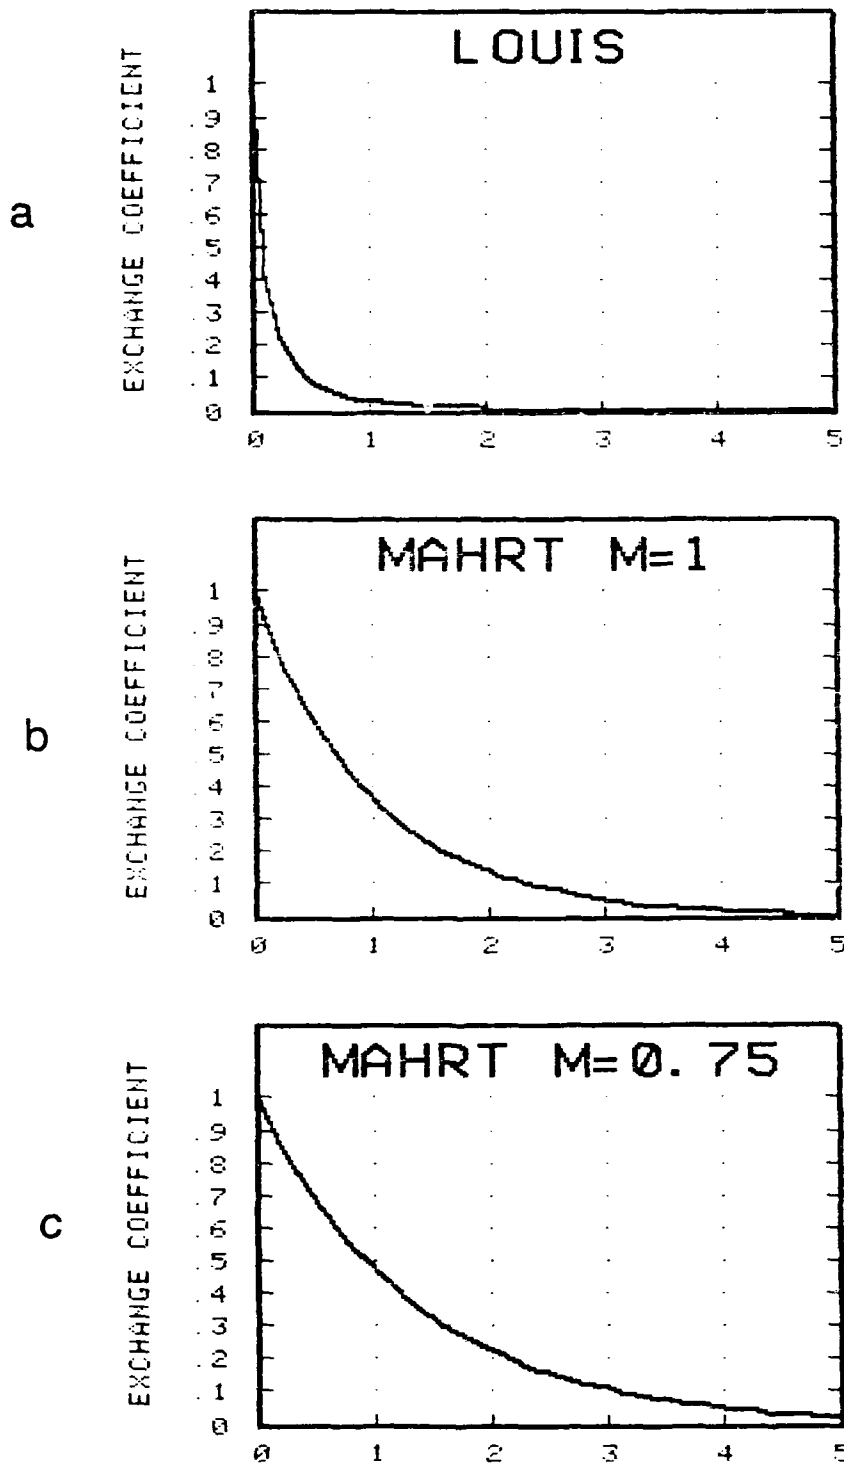 a
LOUIS
EXCHANGE COEFFICIENT
1
.9
.8
.7
.6
.5
.4
.3
.2
.1
0
0 1 2 3 4 5
b
MAHRT M=1
EXCHANGE COEFFICIENT
1
.9
.8
.7
.6
.5
.4
.3
.2
.1
0
0 1 2 3 4 5
c
MAHRT M=0.75
EXCHANGE COEFFICIENT
1
.9
.8
.7
.6
.5
.4
.3
.2
.1
0
0 1 2 3 4 5